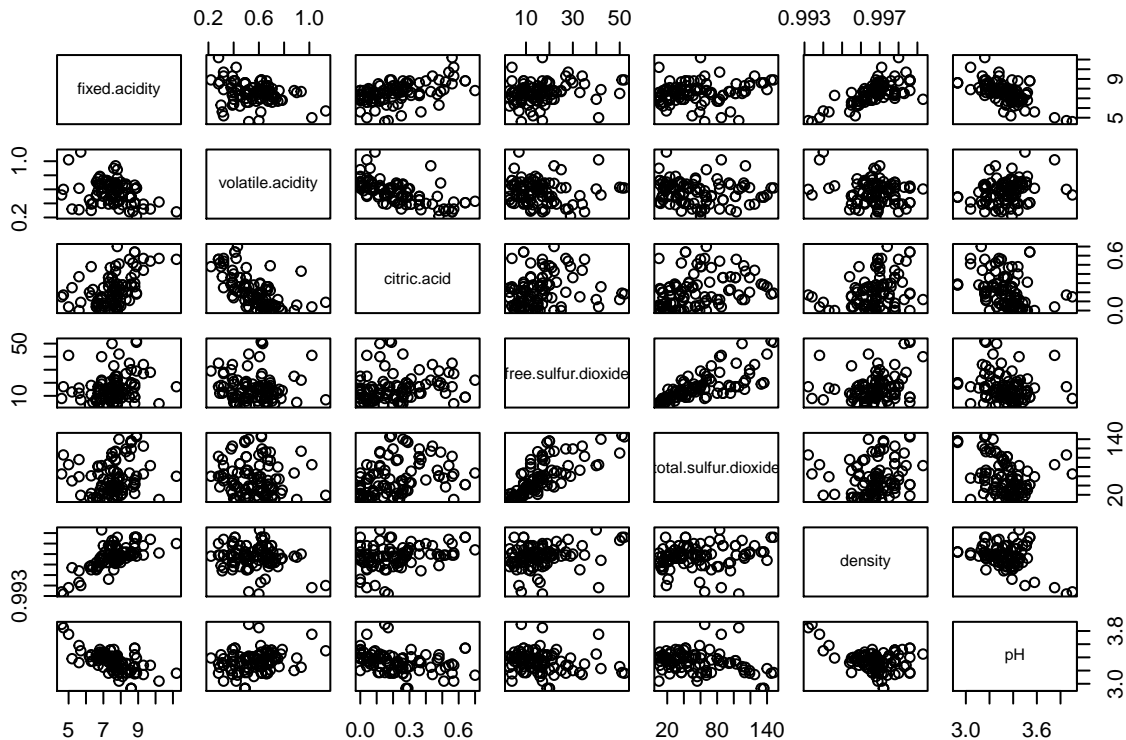 0.2 0.6 1.0 10 30 50 0.993 0.997
fixed.acidity
5 9
0.2 1.0
volatile.acidity
citric.acid
0.0 0.6
10 50
free.sulfur.dioxide
total.sulfur.dioxide
20 140
0.993
density
pH
3.0 3.8
5 7 9 0.0 0.3 0.6 20 80 140 3.0 3.6